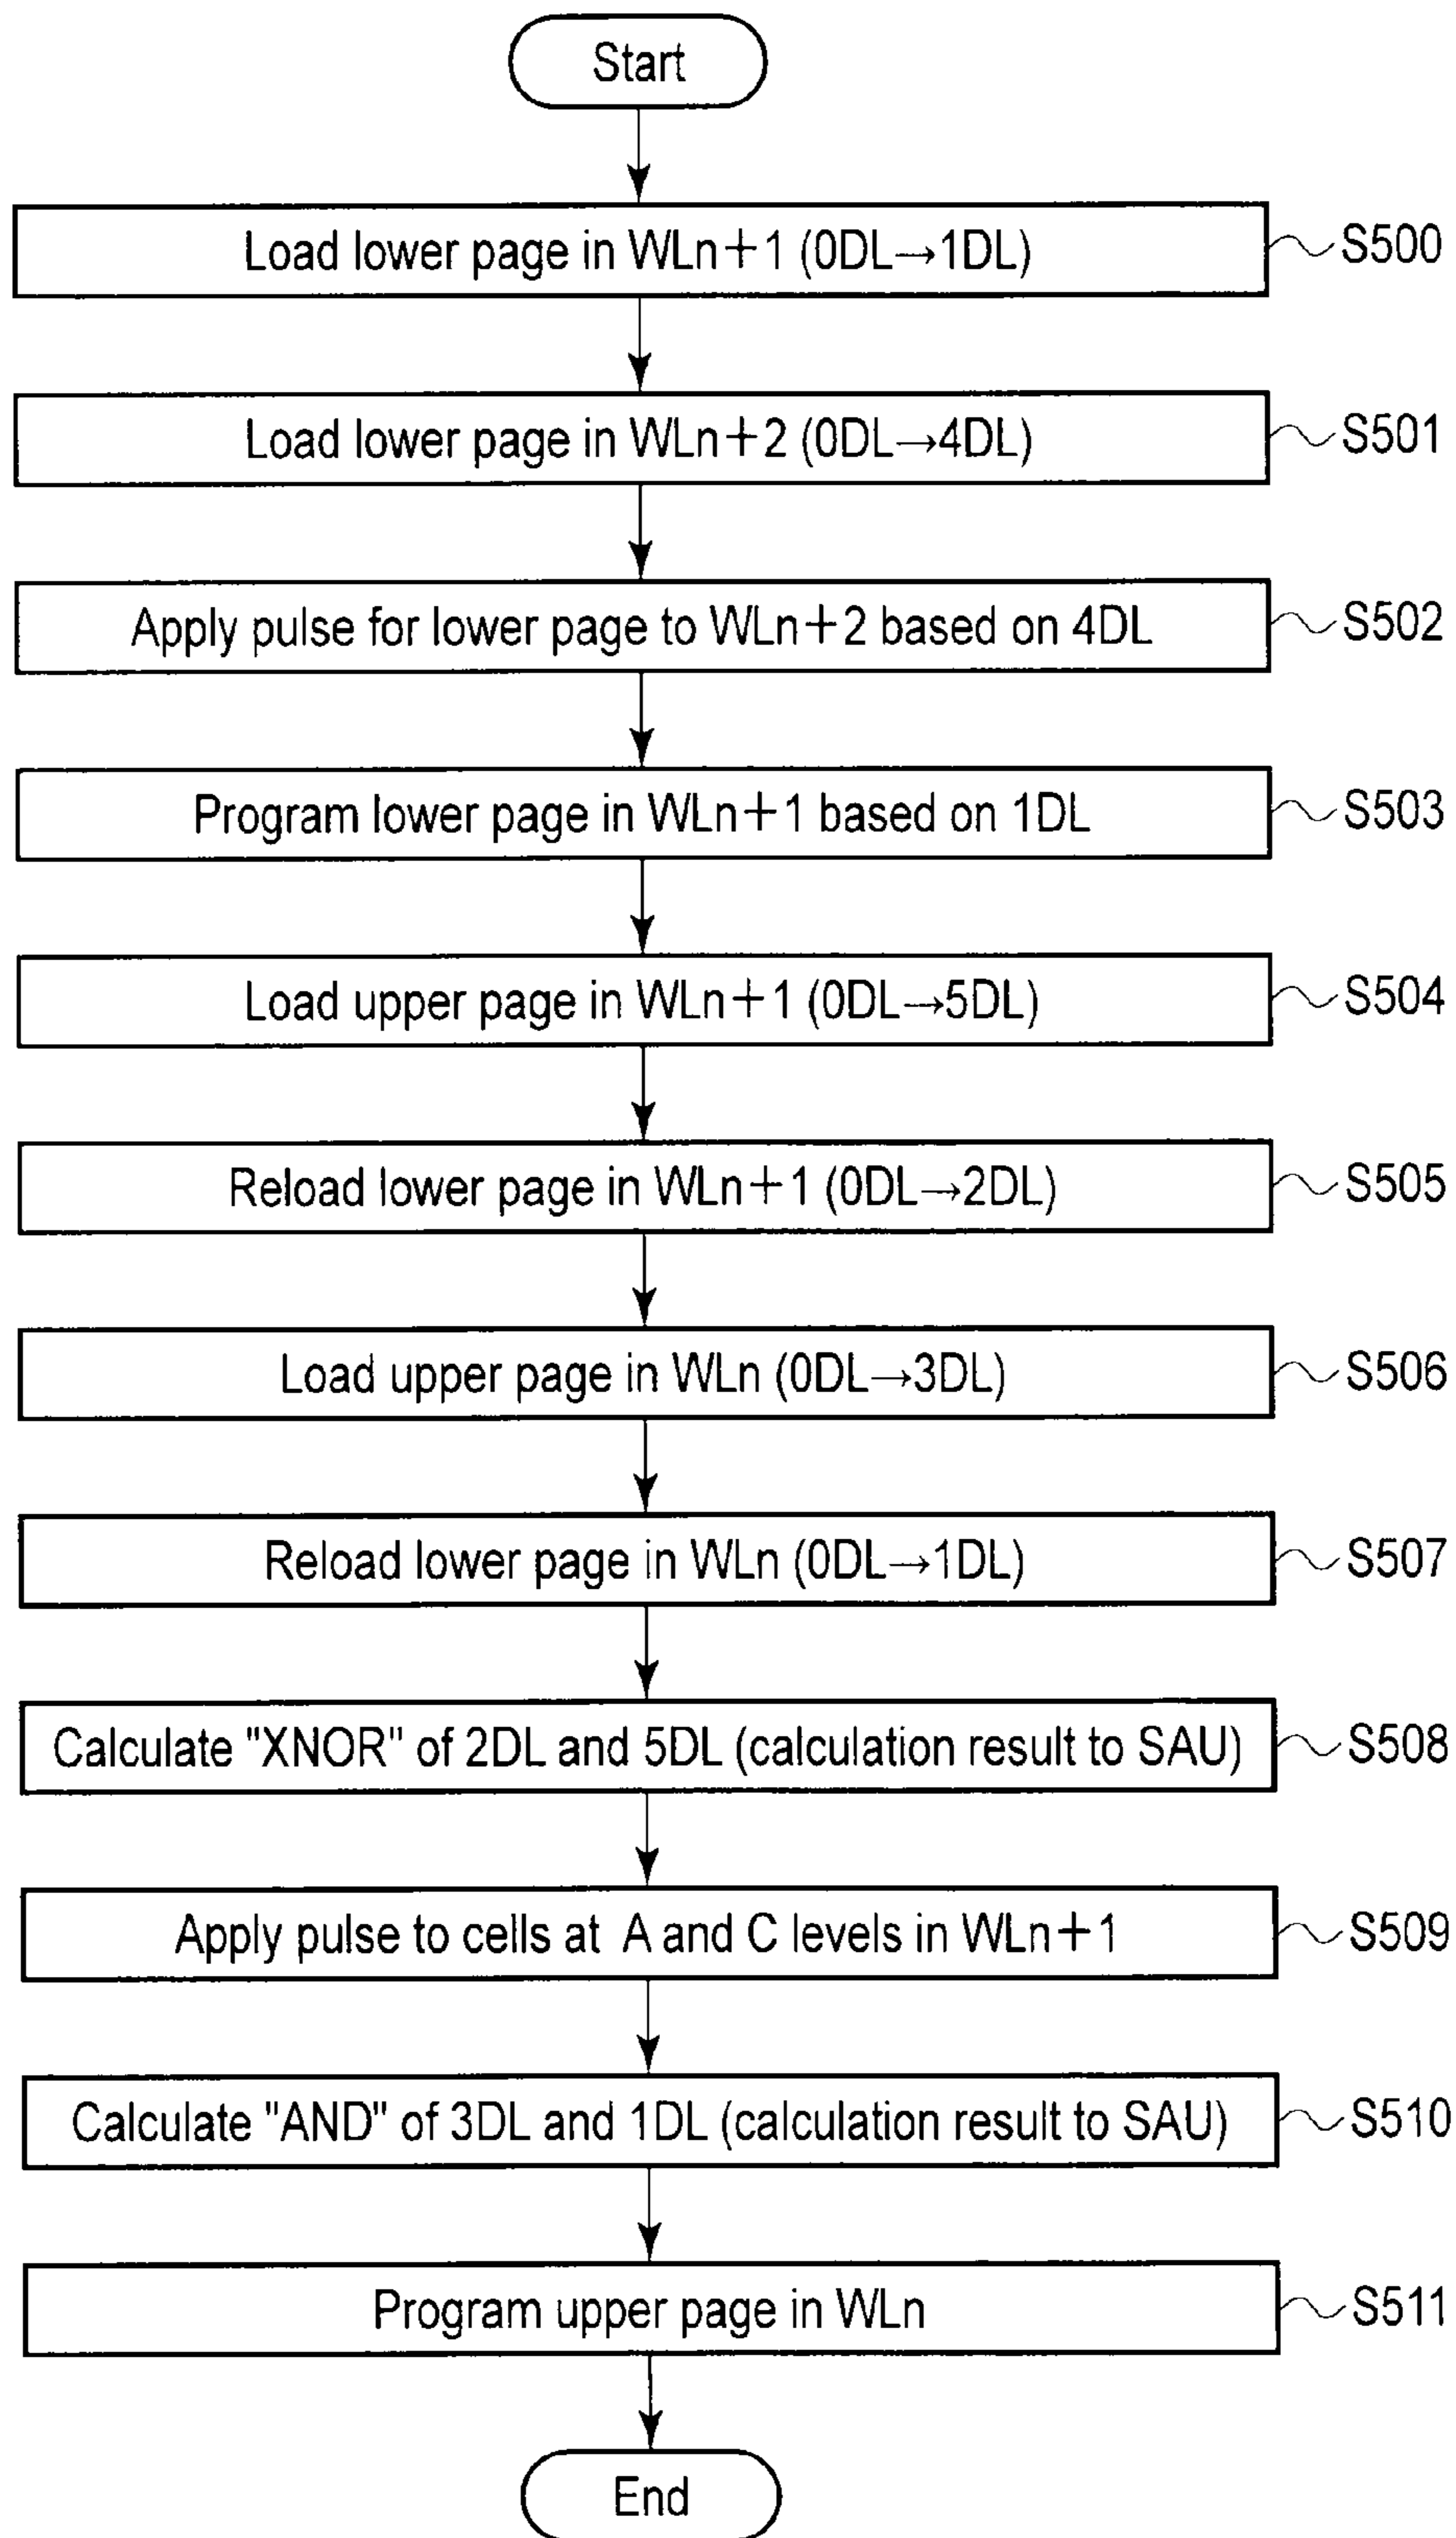 Start
Load lower page in WLn+1 (0DL→1DL) S500
Load lower page in WLn+2 (0DL→4DL) S501
Apply pulse for lower page to WLn+2 based on 4DL S502
Program lower page in WLn+1 based on 1DL S503
Load upper page in WLn+1 (0DL→5DL) S504
Reload lower page in WLn+1 (0DL→2DL) S505
Load upper page in WLn (0DL→3DL) S506
Reload lower page in WLn (0DL→1DL) S507
Calculate "XNOR" of 2DL and 5DL (calculation result to SAU) S508
Apply pulse to cells at A and C levels in WLn+1 S509
Calculate "AND" of 3DL and 1DL (calculation result to SAU) S510
Program upper page in WLn S511
End